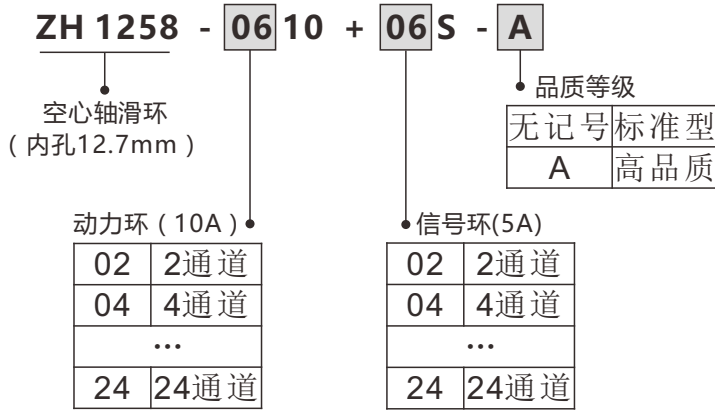 ZH 1258 - 06 10 + 06 S - A
空心轴滑环
(内孔12.7mm)
品质等级
无记号 标准型
A 高品质
动力环(10A)
02 2通道
04 4通道
...
24 24通道
信号环(5A)
02 2通道
04 4通道
...
24 24通道